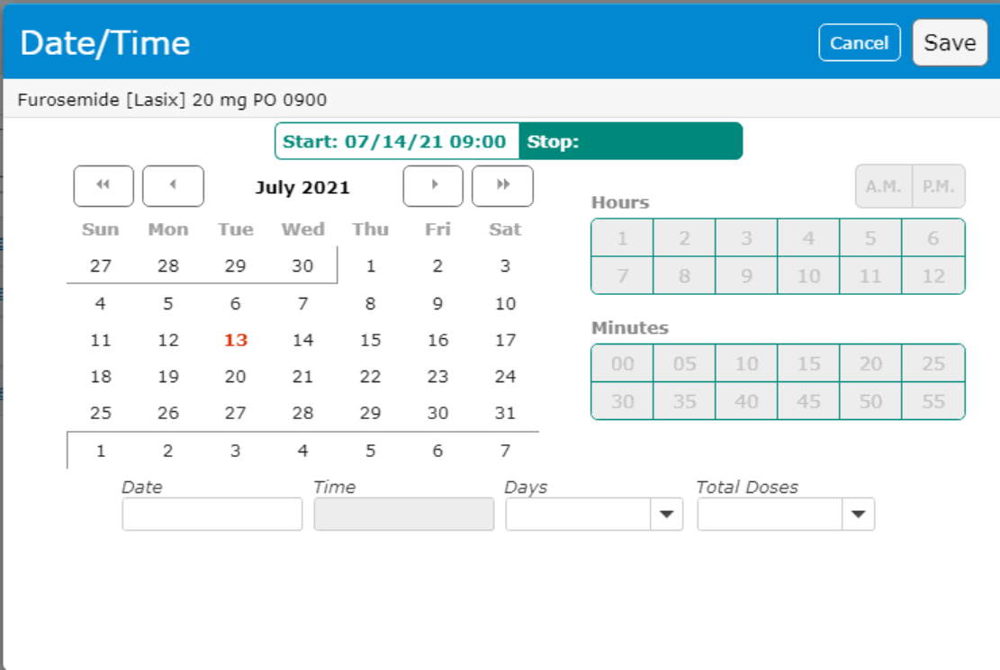 Date/Time Cancel Save
Furosemide [Lasix] 20 mg PO 0900
Start: 07/14/21 09:00 Stop:
July 2021
Sun Mon Tue Wed Thu Fri Sat
27 28 29 30 1 2 3
4 5 6 7 8 9 10
11 12 13 14 15 16 17
18 19 20 21 22 23 24
25 26 27 28 29 30 31
1 2 3 4 5 6 7
A.M. P.M.
Hours
1 2 3 4 5 6
7 8 9 10 11 12
Minutes
00 05 10 15 20 25
30 35 40 45 50 55
Date Time Days Total Doses